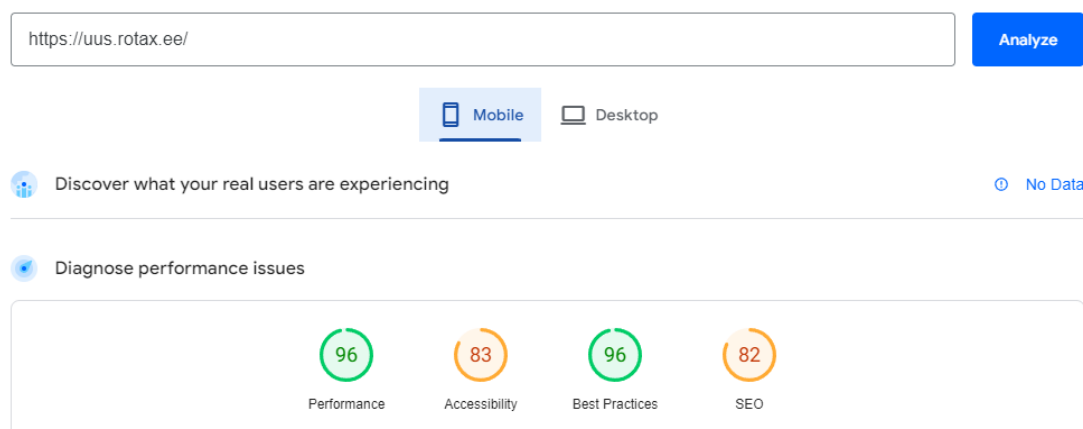 https://uus.rotax.ee/
Analyze
Mobile
Desktop
Discover what your real users are experiencing
No Data
Diagnose performance issues
96
83
96
82
Performance
Accessibility
Best Practices
SEO